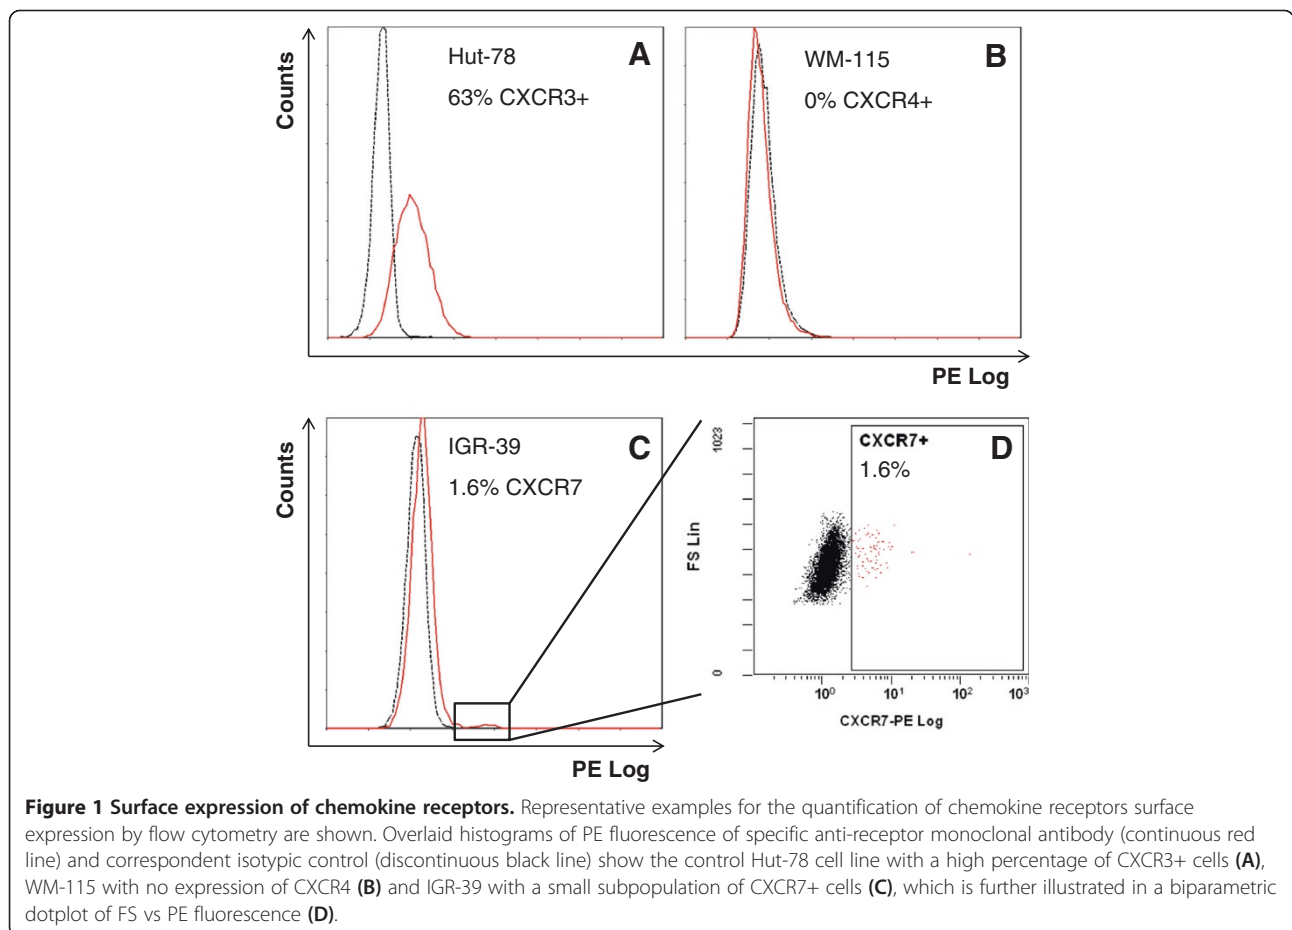 Counts
Hut-78
63% CXCR3+
A
WM-115
0% CXCR4+
B
PE Log
Counts
IGR-39
1.6% CXCR7
C
PE Log
FS Lin
1023
0
CXCR7+
1.6%
D
10⁰ 10¹ 10² 10³
CXCR7-PE Log
Figure 1 Surface expression of chemokine receptors. Representative examples for the quantification of chemokine receptors surface
expression by flow cytometry are shown. Overlaid histograms of PE fluorescence of specific anti-receptor monoclonal antibody (continuous red
line) and correspondent isotypic control (discontinuous black line) show the control Hut-78 cell line with a high percentage of CXCR3+ cells (A),
WM-115 with no expression of CXCR4 (B) and IGR-39 with a small subpopulation of CXCR7+ cells (C), which is further illustrated in a biparametric
dotplot of FS vs PE fluorescence (D).